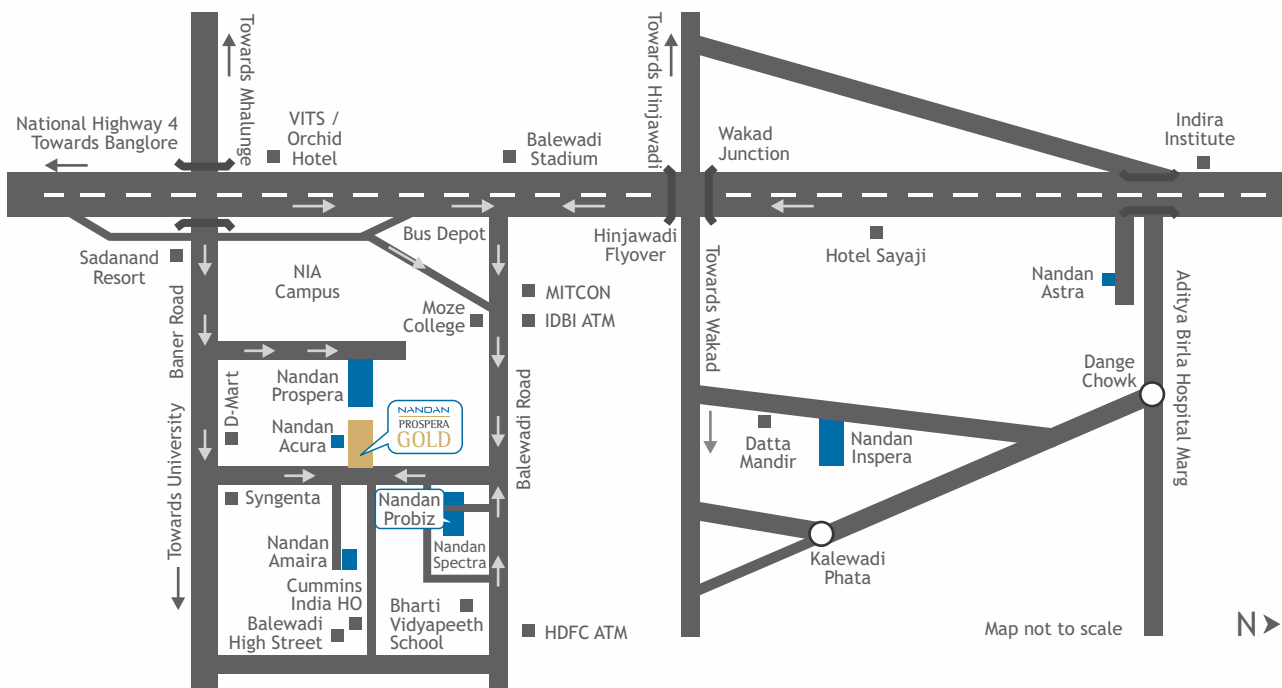 Towards Mhalunge
Towards Hinjawadi
National Highway 4
Towards Banglore
VITS /
Orchid
Hotel
Balewadi
Stadium
Wakad
Junction
Indira
Institute
Sadanand
Resort
NIA
Campus
Bus Depot
Hinjawadi
Flyover
Hotel Sayaji
Nandan
Astra
Moze
College
MITCON
IDBI ATM
Baner Road
Towards Wakad
Aditya Birla Hospital Marg
Nandan
Prospera
D-Mart
Nandan
Acura
NANDAN
PROSPERA
GOLD
Balewadi Road
Dange
Chowk
Datta
Mandir
Nandan
Inspera
Towards University
Syngenta
Nandan
Probiz
Nandan
Spectra
Nandan
Amaira
Kalewadi
Phata
Cummins
India HO
Balewadi
High Street
Bharti
Vidyapeeth
School
HDFC ATM
Map not to scale
N